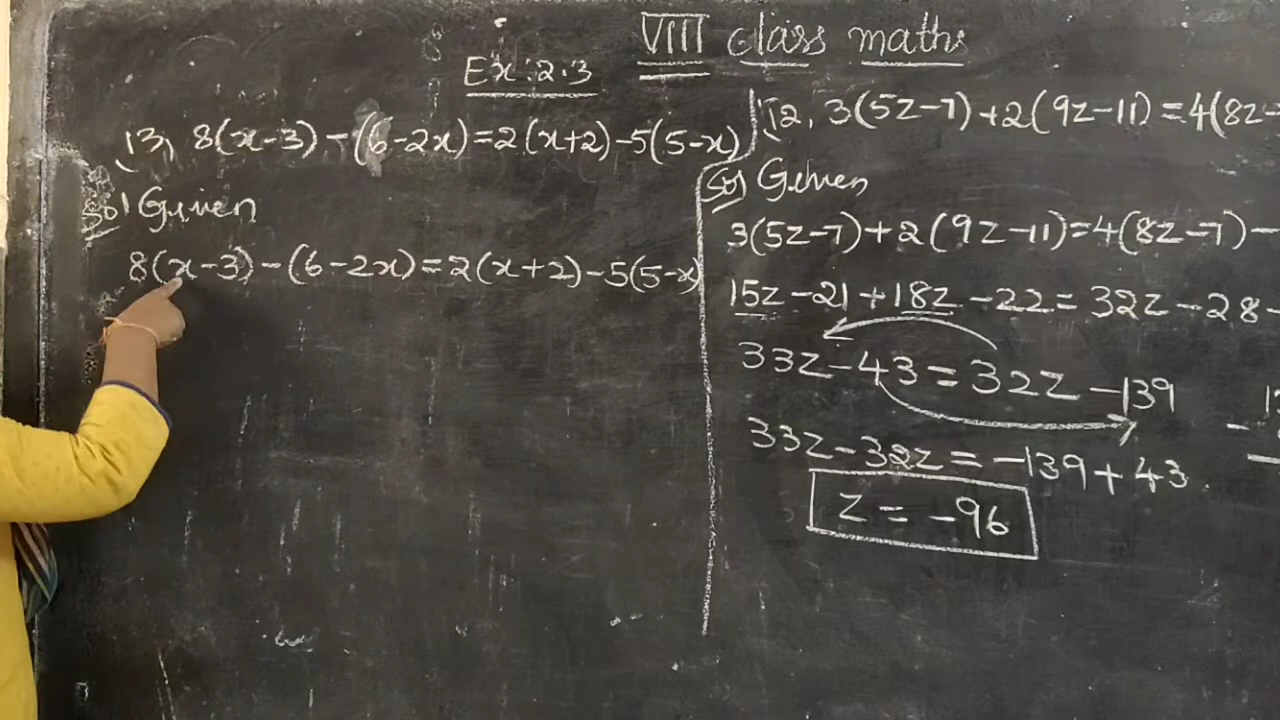 VIII class maths
Ex:2.3
13, 8(x-3)-(6-2x)=2(x+2)-5(5-x)
Sol Given
8(x-3)-(6-2x)=2(x+2)-5(5-x)
12, 3(5z-7)+2(9z-11)=4(8z-
Sol Given
3(5z-7)+2(9z-11)=4(8z-7)-
15z-21+18z-22=32z-28-
33z-43=32z-139
33z-32z=-139+43
z=-96